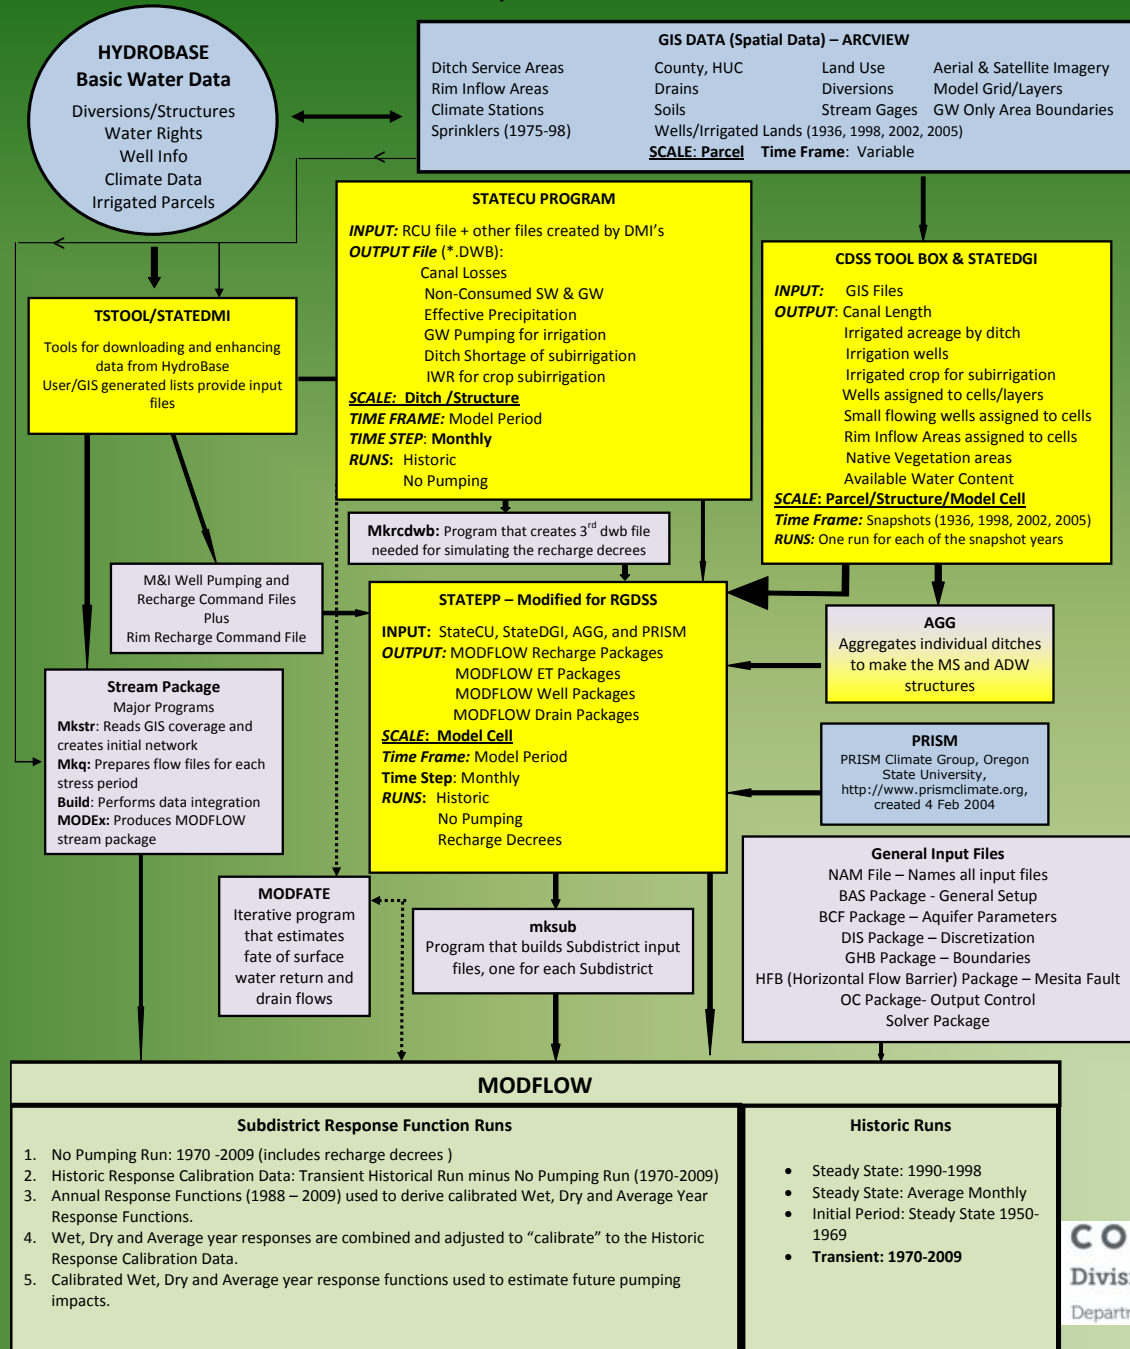 HYDROBASE
Basic Water Data
Diversions/Structures
Water Rights
Well Info
Climate Data
Irrigated Parcels
GIS DATA (Spatial Data) – ARCVIEW
Ditch Service Areas County, HUC Land Use Aerial & Satellite Imagery
Rim Inflow Areas Drains Diversions Model Grid/Layers
Climate Stations Soils Stream Gages GW Only Area Boundaries
Sprinklers (1975-98) Wells/Irrigated Lands (1936, 1998, 2002, 2005)
SCALE: Parcel Time Frame: Variable
STATECU PROGRAM
INPUT: RCU file + other files created by DMI's
OUTPUT File (*.DWB):
Canal Losses
Non-Consumed SW & GW
Effective Precipitation
GW Pumping for irrigation
Ditch Shortage of subirrigation
IWR for crop subirrigation
SCALE: Ditch /Structure
TIME FRAME: Model Period
TIME STEP: Monthly
RUNS: Historic
No Pumping
CDSS TOOL BOX & STATEDGI
INPUT: GIS Files
OUTPUT: Canal Length
Irrigated acreage by ditch
Irrigation wells
Irrigated crop for subirrigation
Wells assigned to cells/layers
Small flowing wells assigned to cells
Rim Inflow Areas assigned to cells
Native Vegetation areas
Available Water Content
SCALE: Parcel/Structure/Model Cell
Time Frame: Snapshots (1936, 1998, 2002, 2005)
RUNS: One run for each of the snapshot years
TSTOOL/STATEDMI
Tools for downloading and enhancing
data from HydroBase
User/GIS generated lists provide input
files
Mkrcdwb: Program that creates 3rd dwb file
needed for simulating the recharge decrees
M&I Well Pumping and
Recharge Command Files
Plus
Rim Recharge Command File
STATEPP – Modified for RGDSS
INPUT: StateCU, StateDGI, AGG, and PRISM
OUTPUT: MODFLOW Recharge Packages
MODFLOW ET Packages
MODFLOW Well Packages
MODFLOW Drain Packages
SCALE: Model Cell
Time Frame: Model Period
Time Step: Monthly
RUNS: Historic
No Pumping
Recharge Decrees
AGG
Aggregates individual ditches
to make the MS and ADW
structures
Stream Package
Major Programs
Mkstr: Reads GIS coverage and
creates initial network
Mkq: Prepares flow files for each
stress period
Build: Performs data integration
MODEx: Produces MODFLOW
stream package
PRISM
PRISM Climate Group, Oregon
State University,
http://www.prismclimate.org,
created 4 Feb 2004
General Input Files
NAM File – Names all input files
BAS Package - General Setup
BCF Package – Aquifer Parameters
DIS Package – Discretization
GHB Package – Boundaries
HFB (Horizontal Flow Barrier) Package – Mesita Fault
OC Package- Output Control
Solver Package
MODFATE
Iterative program
that estimates
fate of surface
water return and
drain flows
mksub
Program that builds Subdistrict input
files, one for each Subdistrict
MODFLOW
Subdistrict Response Function Runs
1. No Pumping Run: 1970 -2009 (includes recharge decrees )
2. Historic Response Calibration Data: Transient Historical Run minus No Pumping Run (1970-2009)
3. Annual Response Functions (1988 – 2009) used to derive calibrated Wet, Dry and Average Year
Response Functions.
4. Wet, Dry and Average year responses are combined and adjusted to "calibrate" to the Historic
Response Calibration Data.
5. Calibrated Wet, Dry and Average year response functions used to estimate future pumping
impacts.
Historic Runs
• Steady State: 1990-1998
• Steady State: Average Monthly
• Initial Period: Steady State 1950-
1969
• Transient: 1970-2009
CO
Divis
Depart